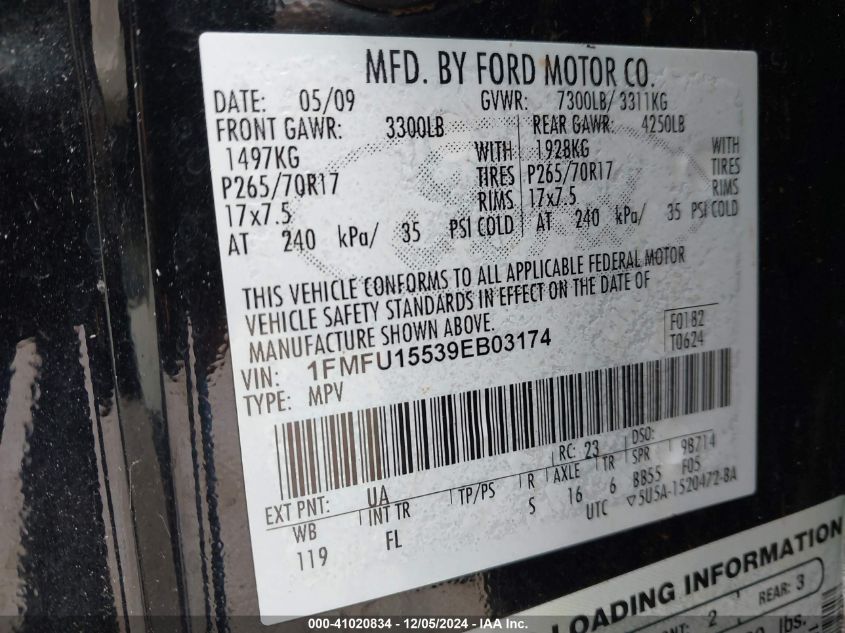 MFD. BY FORD MOTOR CO.
DATE: 05/09 GVWR: 7300LB/ 3311KG
FRONT GAWR: 3300LB REAR GAWR: 4250LB
1497KG WITH 1928KG WITH
P265/70R17 TIRES P265/70R17 TIRES
17x7.5 RIMS 17x7.5 RIMS
AT 240 kPa/ 35 PSI COLD AT 240 kPa/ 35 PSI COLD
THIS VEHICLE CONFORMS TO ALL APPLICABLE FEDERAL MOTOR
VEHICLE SAFETY STANDARDS IN EFFECT ON THE DATE OF
MANUFACTURE SHOWN ABOVE.
F0182
VIN: 1FMFU15539EB03174 T0624
TYPE: MPV
EXT PNT: UA RC: 23 DSO:
WB INT TR TP/PS R AXLE TR SPR 9B714
119 FL S 16 6 BB55 F05
UTC ▽5U5A-1520472-BA
LOADING INFORMATION
2 REAR: 3
lbs.
000-41020834 - 12/05/2024 - IAA Inc.